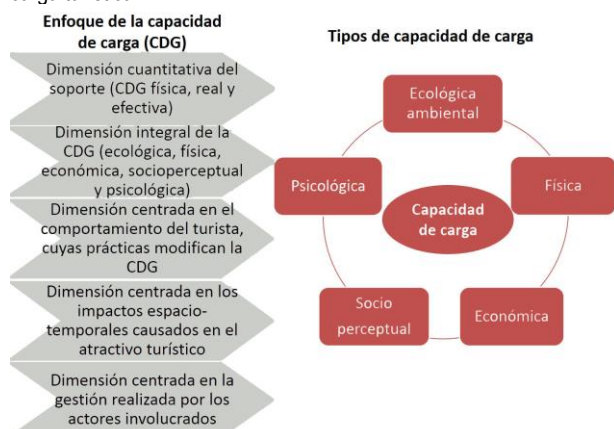 Enfoque de la capacidad
de carga (CDG)
Dimensión cuantitativa del
soporte (CDG física, real y
efectiva)
Dimensión integral de la
CDG (ecológica, física,
económica, socioperceptual
y psicológica)
Dimensión centrada en el
comportamiento del turista,
cuyas prácticas modifican la
CDG
Dimensión centrada en los
impactos espacio-
temporales causados en el
atractivo turístico
Dimensión centrada en la
gestión realizada por los
actores involucrados
Tipos de capacidad de carga
Ecológica
ambiental
Psicológica
Física
Capacidad
de carga
Socio
perceptual
Económica